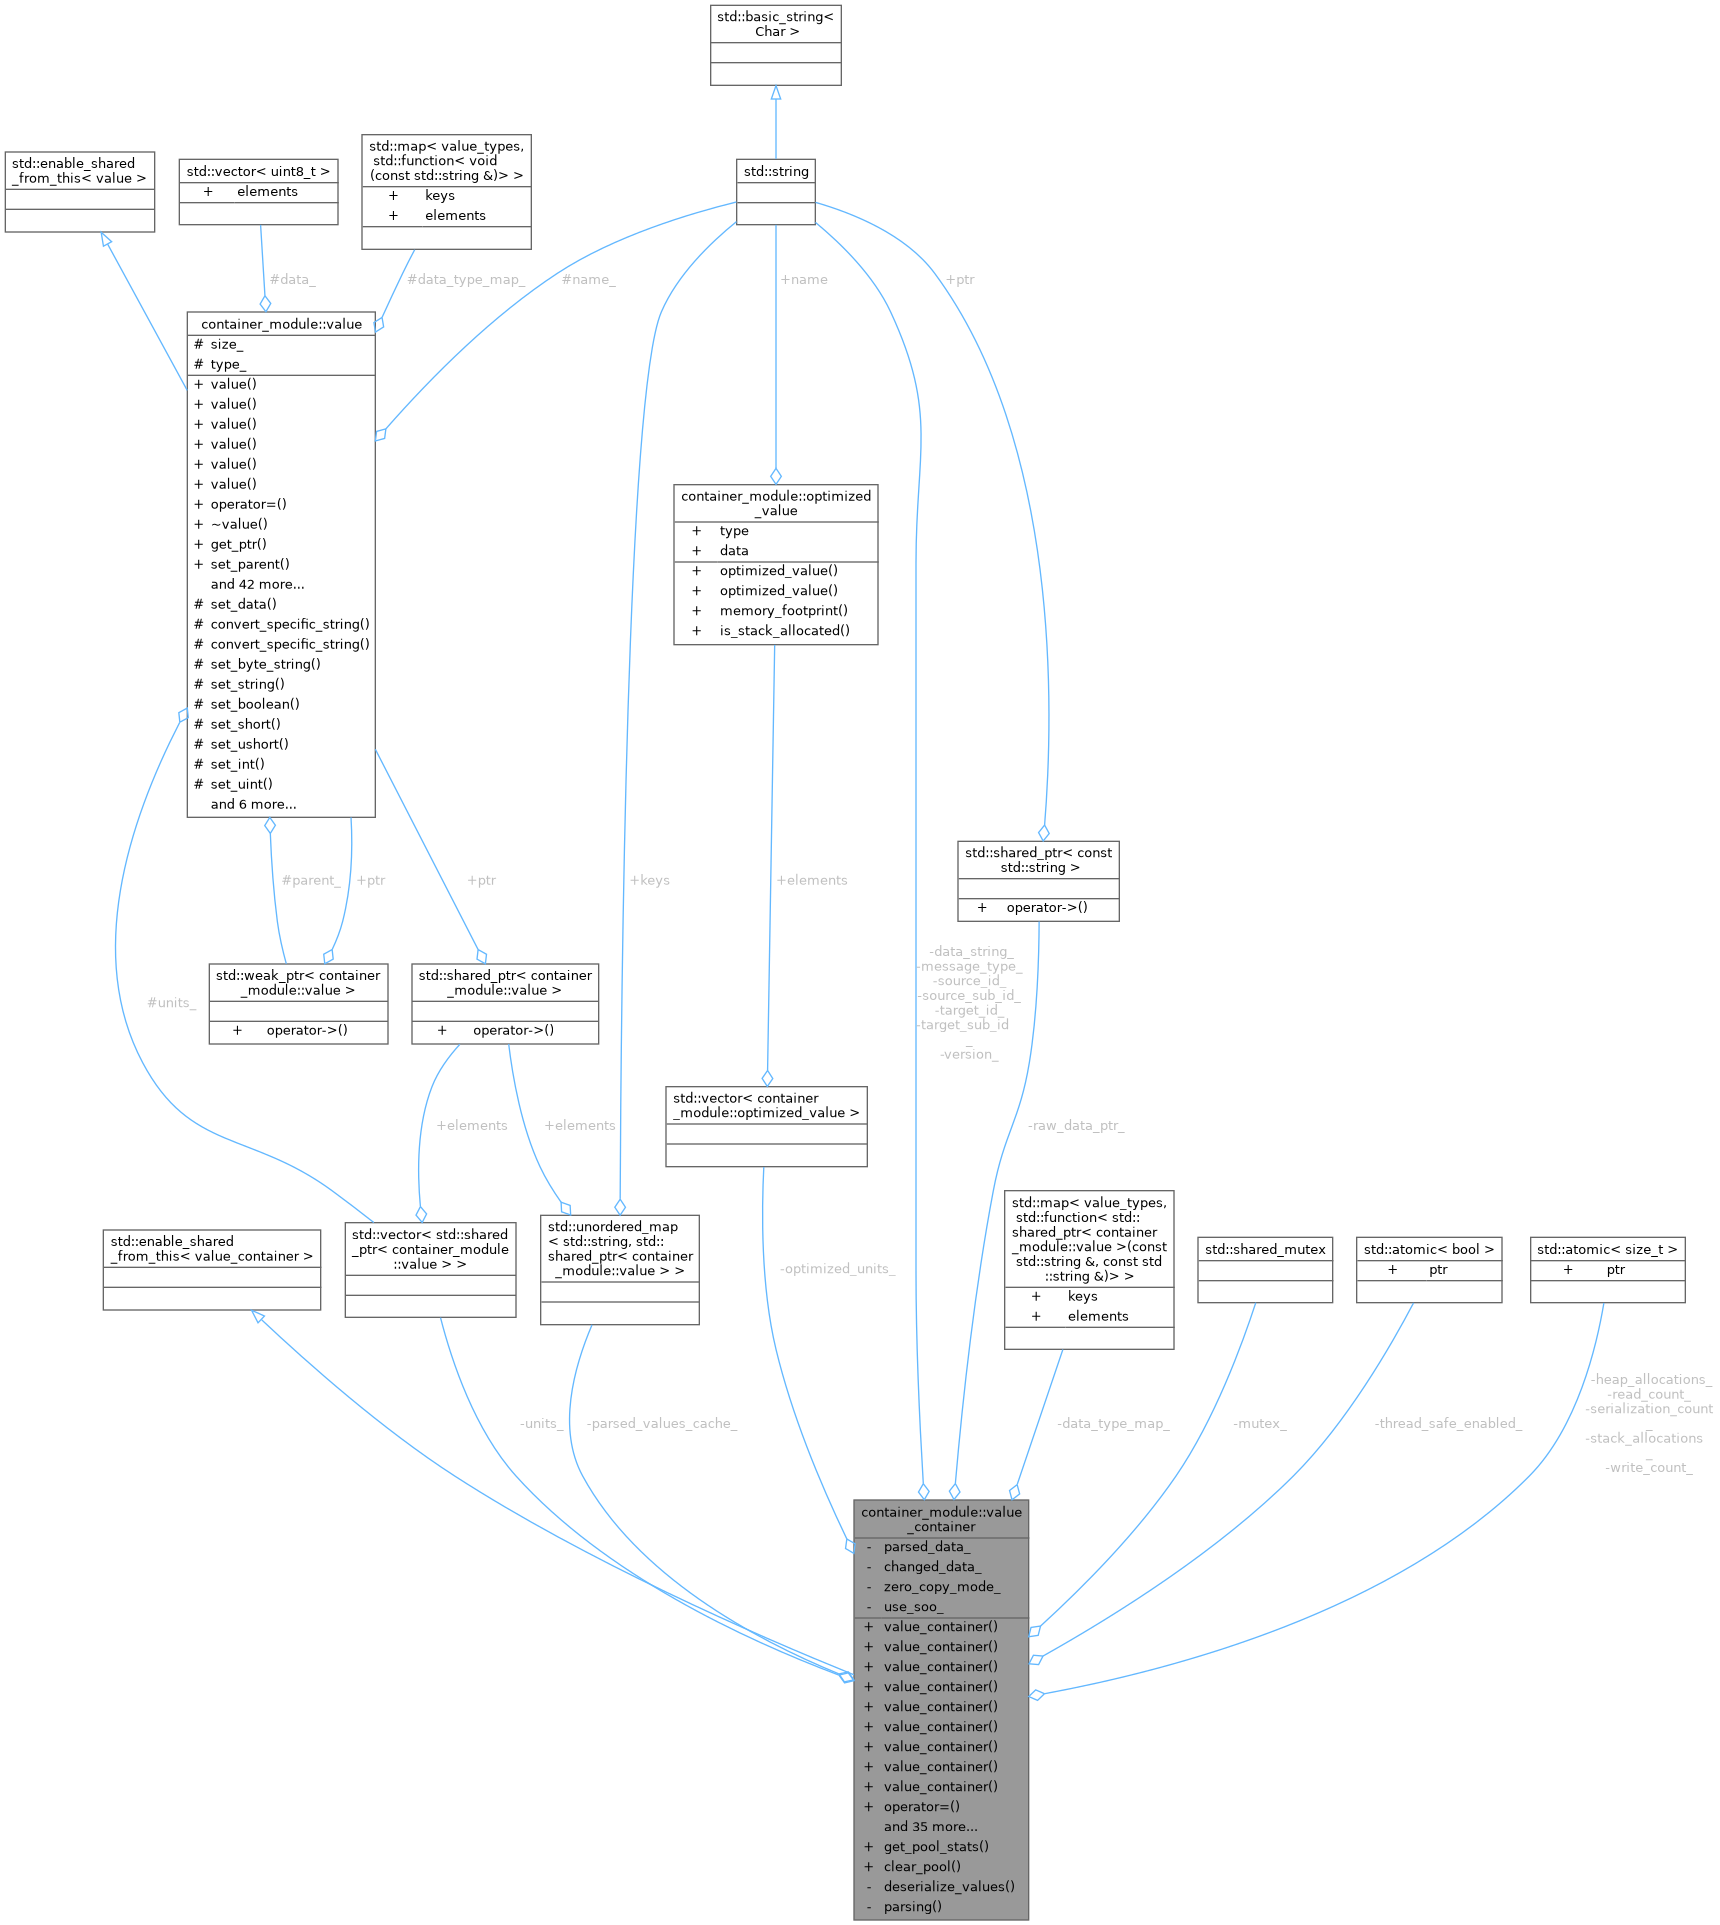 std::basic_string<
Char >
std::enable_shared
_from_this< value >
std::vector< uint8_t >
+ elements
std::map< value_types,
std::function< void
(const std::string &)> >
+ keys
+ elements
std::string
#data_
#data_type_map_
#name_
+name
+ptr
container_module::value
# size_
# type_
+ value()
+ value()
+ value()
+ value()
+ value()
+ value()
+ operator=()
+ ~value()
+ get_ptr()
+ set_parent()
and 42 more...
# set_data()
# convert_specific_string()
# convert_specific_string()
# set_byte_string()
# set_string()
# set_boolean()
# set_short()
# set_ushort()
# set_int()
# set_uint()
and 6 more...
container_module::optimized
_value
+ type
+ data
+ optimized_value()
+ optimized_value()
+ memory_footprint()
+ is_stack_allocated()
std::shared_ptr< const
std::string >
+ operator->()
#parent_
+ptr
+ptr
+keys
+elements
-data_string_
-message_type_
-source_id_
-source_sub_id_
-target_id_
-target_sub_id
_
-version_
std::weak_ptr< container
_module::value >
+ operator->()
std::shared_ptr< container
_module::value >
+ operator->()
#units_
std::vector< container
_module::optimized_value >
+elements
+elements
-raw_data_ptr_
std::enable_shared
_from_this< value_container >
std::vector< std::shared
_ptr< container_module
::value > >
std::unordered_map
< std::string, std::
shared_ptr< container
_module::value > >
-optimized_units_
std::map< value_types,
std::function< std::
shared_ptr< container
_module::value >(const
std::string &, const std
::string &)> >
+ keys
+ elements
std::shared_mutex
std::atomic< bool >
+ ptr
std::atomic< size_t >
+ ptr
-units_
-parsed_values_cache_
-data_type_map_
-mutex_
-thread_safe_enabled_
-heap_allocations_
-read_count_
-serialization_count
_
-stack_allocations
_
-write_count_
container_module::value
_container
- parsed_data_
- changed_data_
- zero_copy_mode_
- use_soo_
+ value_container()
+ value_container()
+ value_container()
+ value_container()
+ value_container()
+ value_container()
+ value_container()
+ value_container()
+ value_container()
+ operator=()
and 35 more...
+ get_pool_stats()
+ clear_pool()
- deserialize_values()
- parsing()